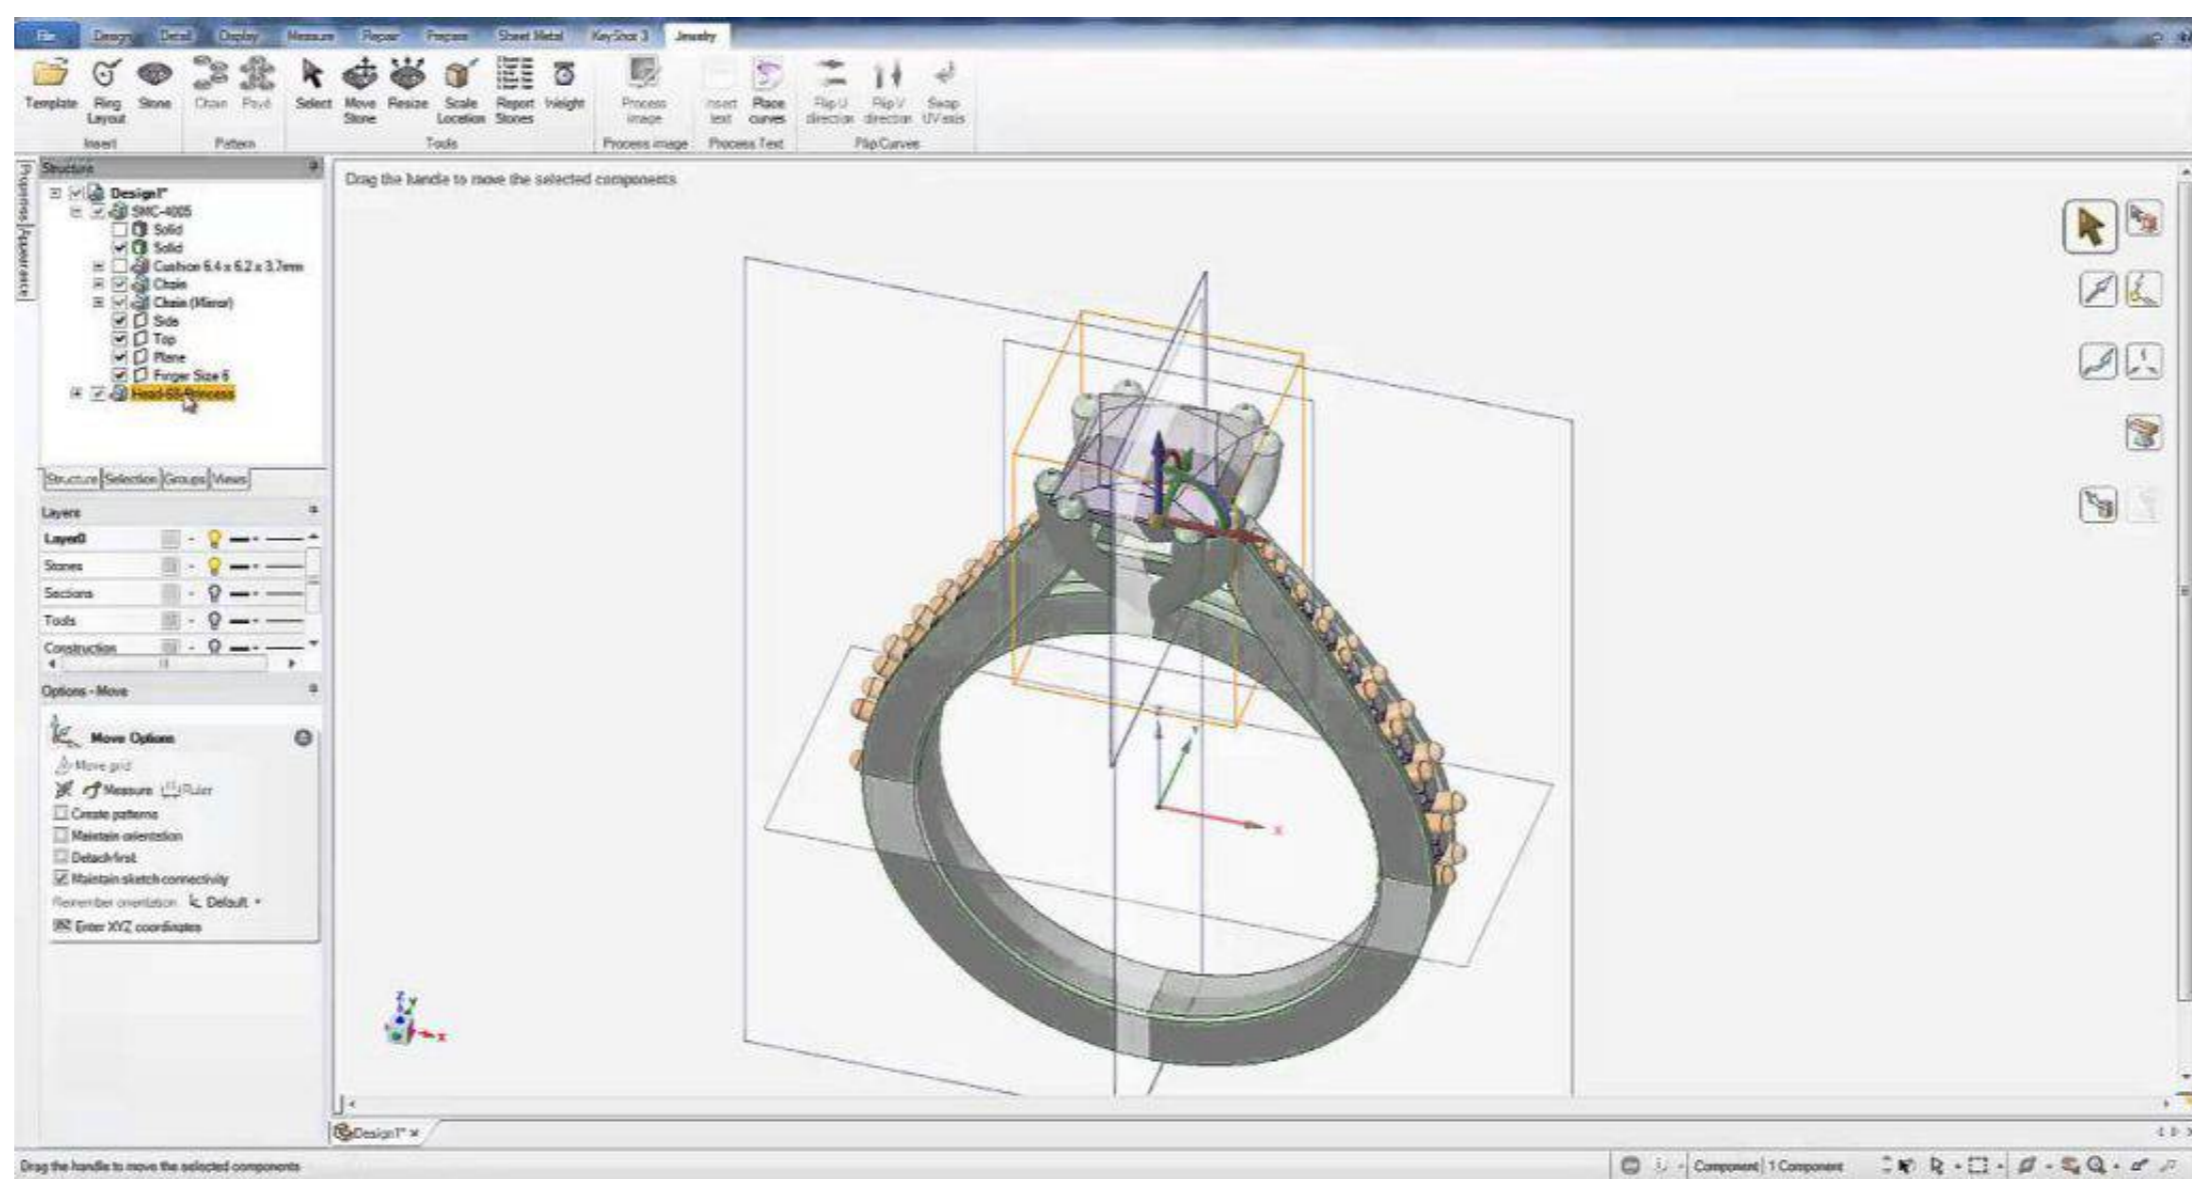 File Design Detail Display Measure Repair Prepare Sheet Metal KeyShot 3 Jewelry
Template Ring Layout Stone Chain Pavé Select Move Stone Resize Scale Location Report Stones Weight Process image Insert text Place curves Flip U direction Flip V direction Swap UV axis
Insert Pattern Tools Process image Process Text Flip Curves
Properties Appearance
Structure
Drag the handle to move the selected components
Design1*
SMC-4005
Solid
Solid
Cushion 6.4 x 6.2 x 3.7mm
Chain
Chain (Mirror)
Side
Top
Plane
Finger Size 6
Structure Selection Groups Views
Layers
Layer0
Stones
Sections
Tools
Construction
Options - Move
Move Options
Move grid
Measure Ruler
Create patterns
Maintain orientation
Detach first
Maintain sketch connectivity
Remember orientation Default
Enter XYZ coordinates
Z Y X
Z Y X
Design1*
Drag the handle to move the selected components
Component 1 Component